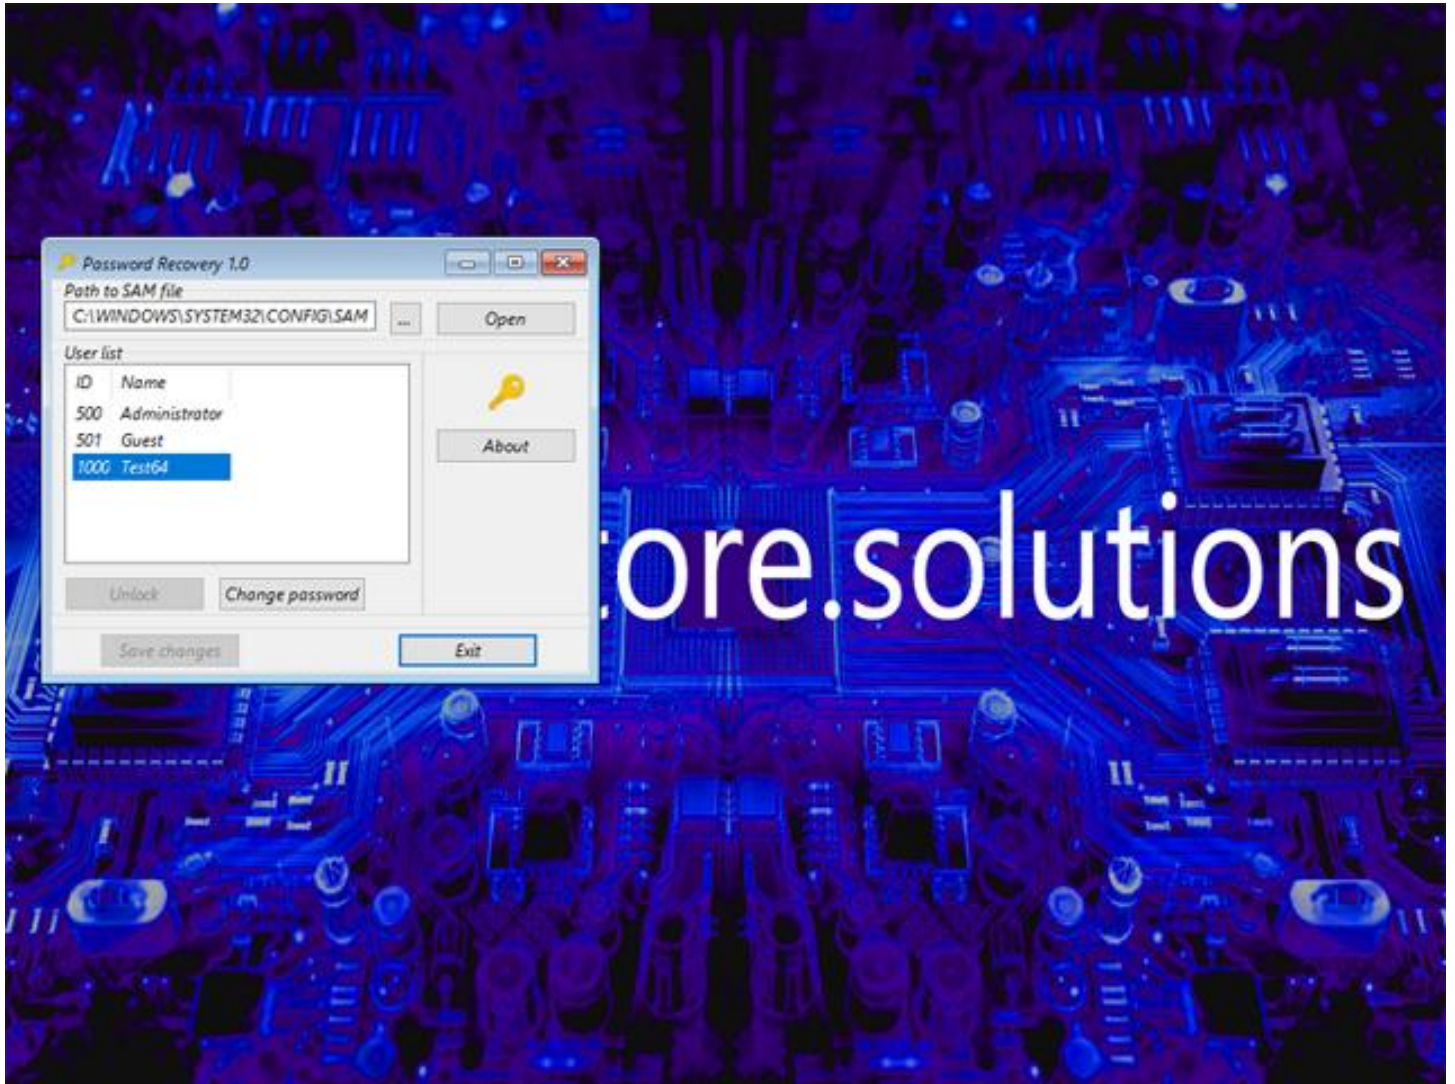 Password Recovery 1.0
Path to SAM file
C:\WINDOWS\SYSTEM32\CONFIG\SAM
...
Open
User list
ID Name
500 Administrator
501 Guest
1000 Test64
About
ore.solutions
Unlock
Change password
Save changes
Exit